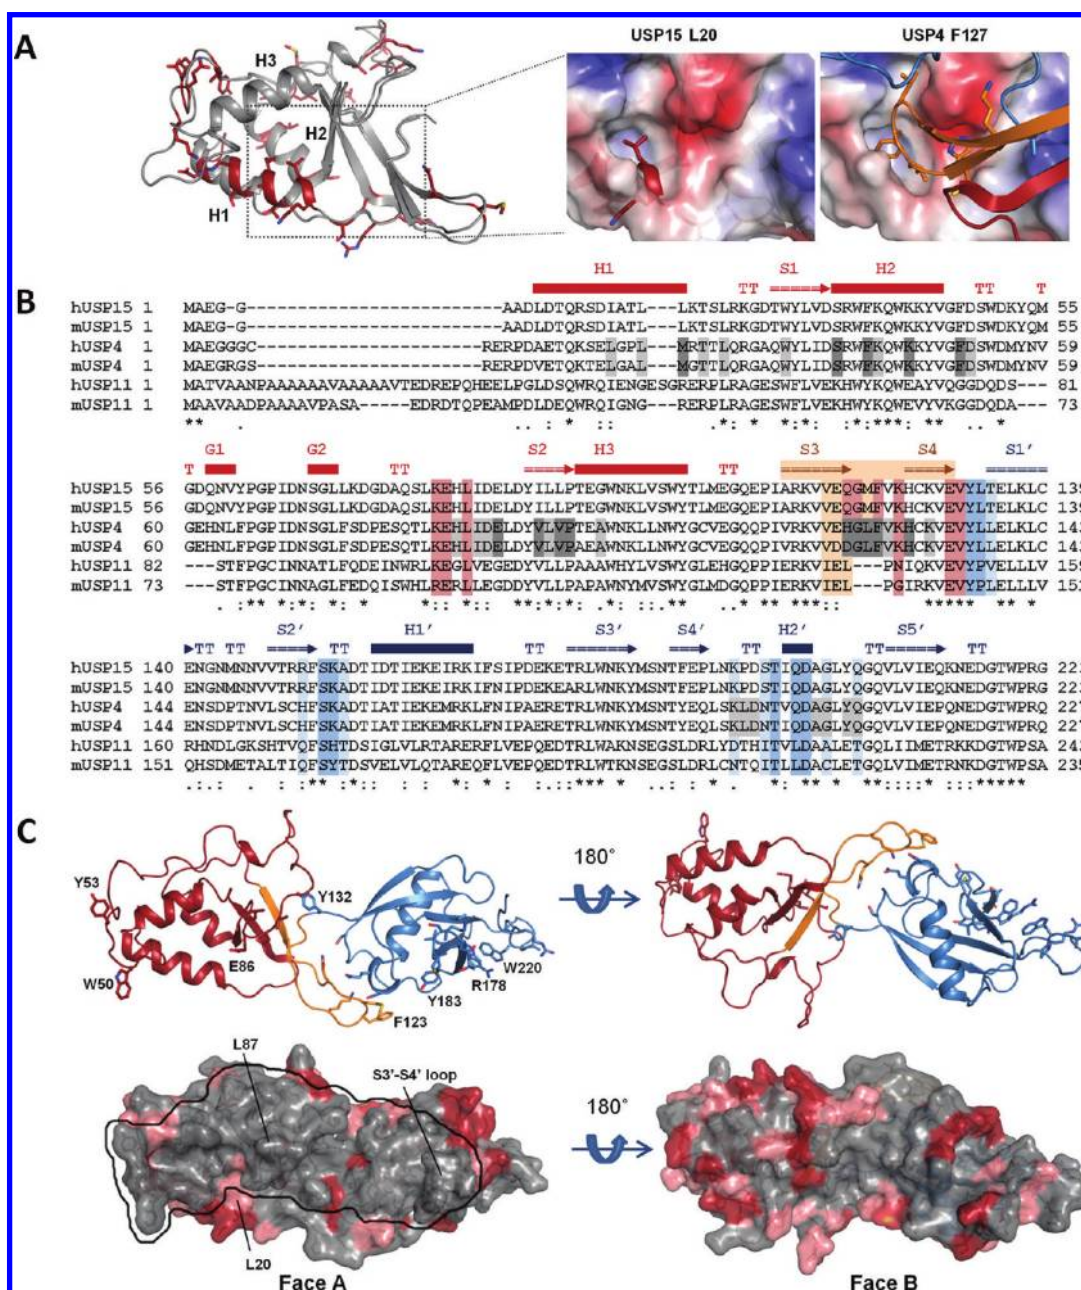 A
H3
H2
H1
USP15 L20
USP4 F127
B
H1 TT S1 H2 TT T
hUSP15 1 MAEG-G------------------------AADLDTQRSDIATL---LKTSLRKGDTWYLVDSRWFKQWKKYVGFDSWDKYQM 55
mUSP15 1 MAEG-G------------------------AADLDTQRSDIATL---LKTSLRKGDTWYLVDSRWFKQWKKYVGFDSWDKYQM 55
hUSP4 1 MAEGGGC----------------------RERPDAETQKSELGPL---MRTTLQRGAQWYLIDSRWFKQWKKYVGFDSWDMYNV 59
mUSP4 1 MAEGRGS----------------------RERPDVETQKTELGAL---MGTTLQRGAQWYLIDSRWFKQWKKYVGFDSWDMYNV 59
hUSP11 1 MATVAANPAAAAAAVAAAAAVTEDREPQHEELPGLDSQWRQIENGESGRERPLRAGESWFLVEKHWYKQWEAYVQGGDQDS--- 81
mUSP11 1 MAAVAADPAAAAVPASA-----EDRDTQPEAMPDLDEQWRQIGNG---RERPLRAGESWFLVEKHWYKQWEVYVKGGDQDA--- 73
T G1 G2 TT S2 H3 TT S3 S4 S1′
hUSP15 56 GDQNVYPGPIDNSGLLKDGDAQSLKEHLIDELDYILLPTEGWNKLVSWYTLMEGQEPIARKVVEQGMFVKHCKVEVYLTELKLC 139
mUSP15 56 GDQNVYPGPIDNSGLLKDGDAQSLKEHLIDELDYILLPTEGWNKLVSWYTLMEGQEPIARKVVEQGMFVKHCKVEVYLTELKLC 139
hUSP4 60 GEHNLFPGPIDNSGLFSDPESQTLKEHLIDELDYVLVPTEAWNKLLNWYGCVEGQQPIVRKVVEHGLFVKHCKVEVYLLELKLC 143
mUSP4 60 GEHNLFPGPIDNSGLFSDPESQTLKEHLIDELDYVLVPAEAWNKLLNWYGCVEGQQPIVRKVVDDGLFVKHCKVEVYLLELKLC 143
hUSP11 82 ---STFPGCINNATLFQDEINWRLKEGLVEGEDYVLLPAAAWHYLVSWYGLEHGQPPIERKVIEL---PNIQKVEVYPVELLLV 159
mUSP11 73 ---STFPGCINNAGLFEDQISWHLKERLLEGDDYVLLPAPAWNYLVSWYGLMDGQPPIERKVIEL---PGIRKVEVYPLELLLV 151
TT TT S2′ TT H1′ TT S3′ S4′ H2′ TT S5′
hUSP15 140 ENGNMNNVVTRRFSKADTIDTIEKEIRKIFSIPDEKETRLWNKYMSNTFEPLNKPDSTIQDAGLYQGQVLVIEQKNEDGTWPRG 223
mUSP15 140 ENGNMNNVVTRRFSKADTIDTIEKEIRKIFNIPDEKEARLWNKYMSNTFEPLNKPDSTIQDAGLYQGQVLVIEQKNEDGTWPRG 223
hUSP4 144 ENSDPTNVLSCHFSKADTIATIEKEMRKLFNIPAERETRLWNKYMSNTYEQLSKLDNTVQDAGLYQGQVLVIEPQNEDGTWPRQ 227
mUSP4 144 ENSDPTNVLSCHFSKADTIATIEKEMRKLFNIPAERETRLWNKYMSNTYEQLSKLDNTIQDAGLYQGQVLVIEPQNEDGTWPRQ 227
hUSP11 160 RHNDLGKSHTVQFSHTDSIGLVLRTARERFLVEPQEDTRLWAKNSEGSLDRLYDTHITVLDAALETGQLIIMETRKKDGTWPSA 243
mUSP11 151 QHSDMETALTIQFSYTDSVELVLQTAREQFLVEPQEDTRLWTKNSEGSLDRLCNTQITLLDACLETGQLVIMETRNKDGTWPSA 235
C
180°
Y53
W50
E86
Y132
W220
R178
Y183
F123
L87
S3′-S4′ loop
180°
L20
Face A
Face B